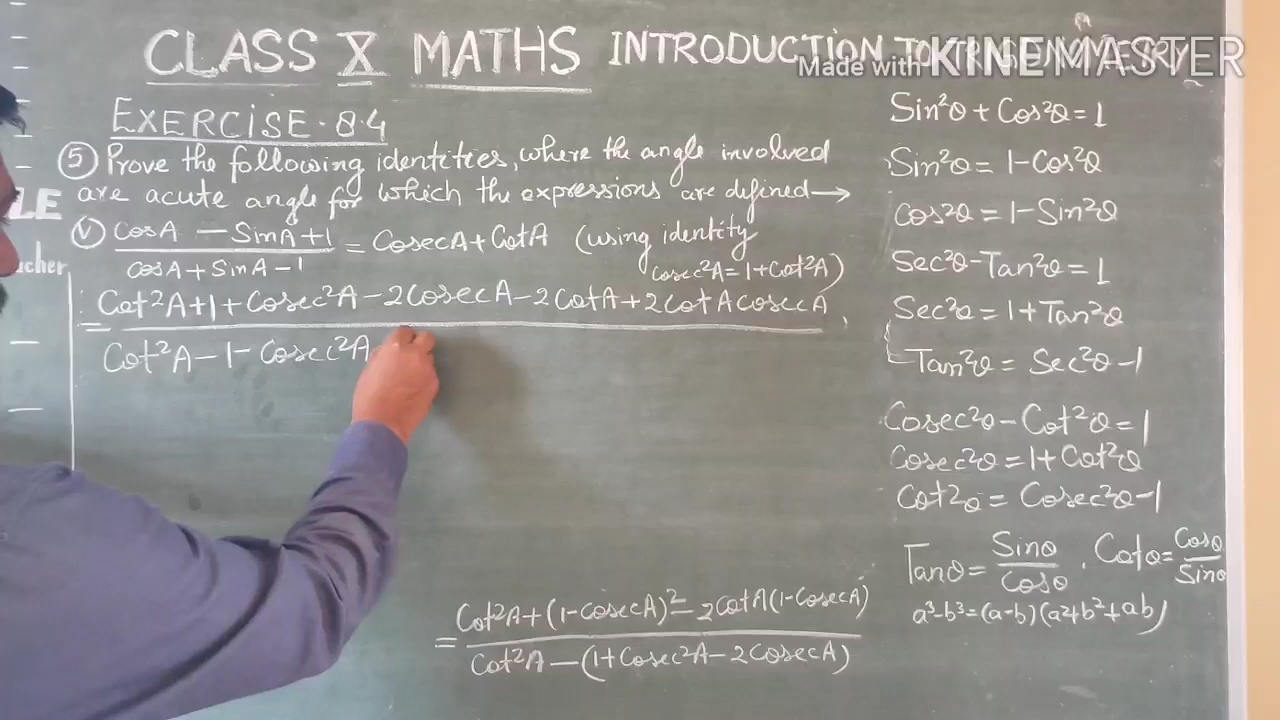 CLASS X MATHS INTRODUCTION TO
Made with KINEMASTER
EXERCISE·8·4
⑤ Prove the following identities, where the angle involved
are acute angle for which the expressions are defined→
Ⓥ CosA - SinA+1 / CosA+SinA-1 = CosecA+CotA (using identity
Cosec²A=1+Cot²A)
= Cot²A+1+Cosec²A-2CosecA-2CotA+2CotACosecA
Cot²A-1-Cosec²A
= Cot²A+(1-CosecA)²-2CotA(1-CosecA)
Cot²A-(1+Cosec²A-2CosecA)
Sin²θ+Cos²θ=1
Sin²θ=1-Cos²θ
Cos²θ=1-Sin²θ
Sec²θ-Tan²θ=1
Sec²θ=1+Tan²θ
Tan²θ=Sec²θ-1
Cosec²θ-Cot²θ=1
Cosec²θ=1+Cot²θ
Cot²θ=Cosec²θ-1
Tanθ=Sinθ/Cosθ, Cotθ=Cosθ/Sinθ
a³-b³=(a-b)(a²+b²+ab)
LE
cher